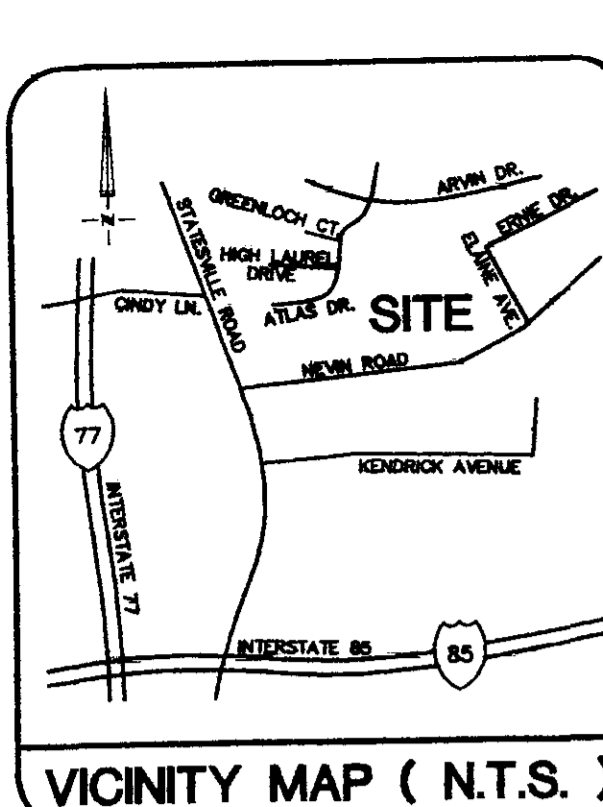 N
ARVIN DR.
GREENLOCH CT.
ERNIE DR.
STATESVILLE ROAD
HIGH LAUREL
DRIVE
ELAINE AVE.
CINDY LN.
ATLAS DR.
SITE
NEVIN ROAD
77
KENDRICK AVENUE
INTERSTATE 77
INTERSTATE 85
85
VICINITY MAP ( N.T.S. )